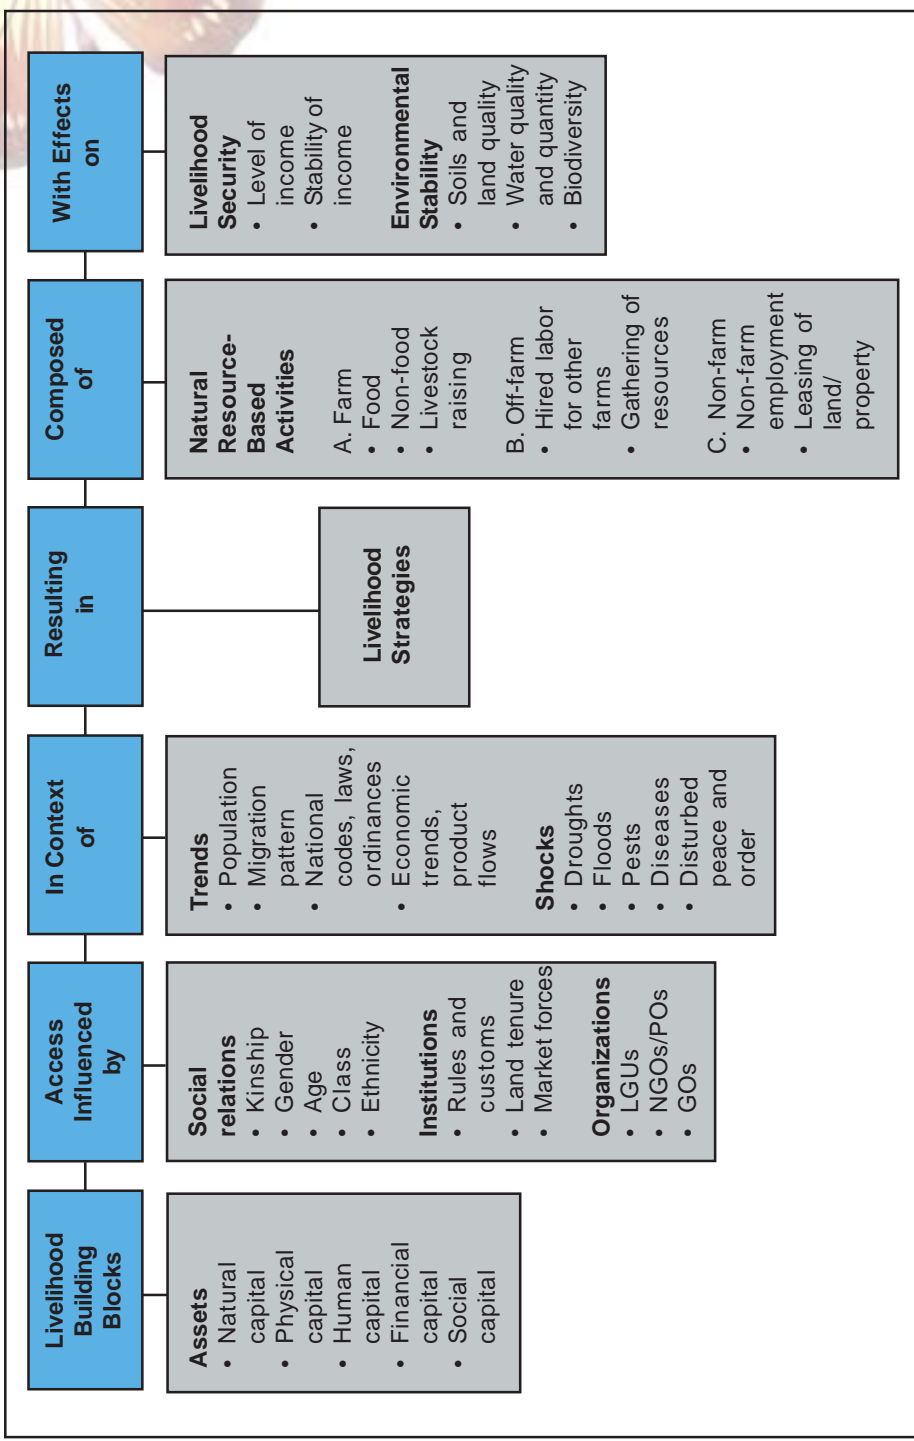 Livelihood
Building
Blocks
Assets
• Natural
capital
• Physical
capital
• Human
capital
• Financial
capital
• Social
capital
Access
Influenced
by
Social
relations
• Kinship
• Gender
• Age
• Class
• Ethnicity
Institutions
• Rules and
customs
• Land tenure
• Market forces
Organizations
• LGUs
• NGOs/POs
• GOs
In Context
of
Trends
• Population
• Migration
pattern
• National
codes, laws,
ordinances
• Economic
trends,
product
flows
Shocks
• Droughts
• Floods
• Pests
• Diseases
• Disturbed
peace and
order
Resulting
in
Livelihood
Strategies
Composed
of
Natural
Resource-
Based
Activities
A. Farm
• Food
• Non-food
• Livestock
raising
B. Off-farm
• Hired labor
for other
farms
• Gathering of
resources
C. Non-farm
• Non-farm
employment
• Leasing of
land/
property
With Effects
on
Livelihood
Security
• Level of
income
• Stability of
income
Environmental
Stability
• Soils and
land quality
• Water quality
and quantity
• Biodiversity